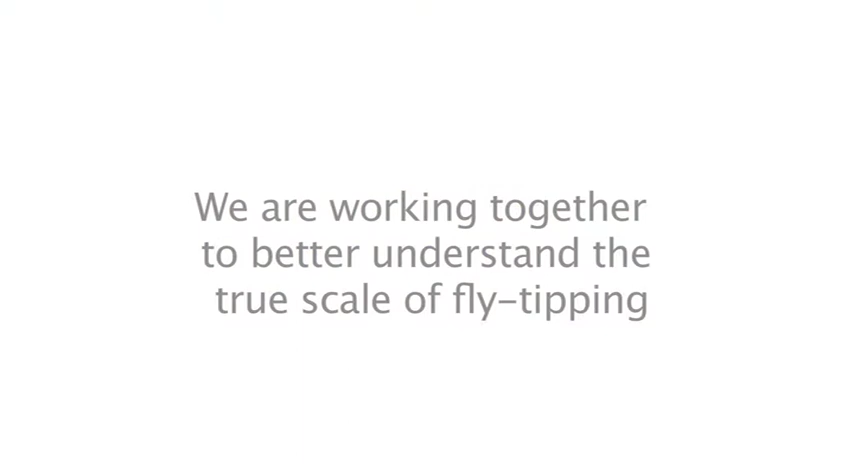 We are working together
to better understand the
true scale of fly-tipping